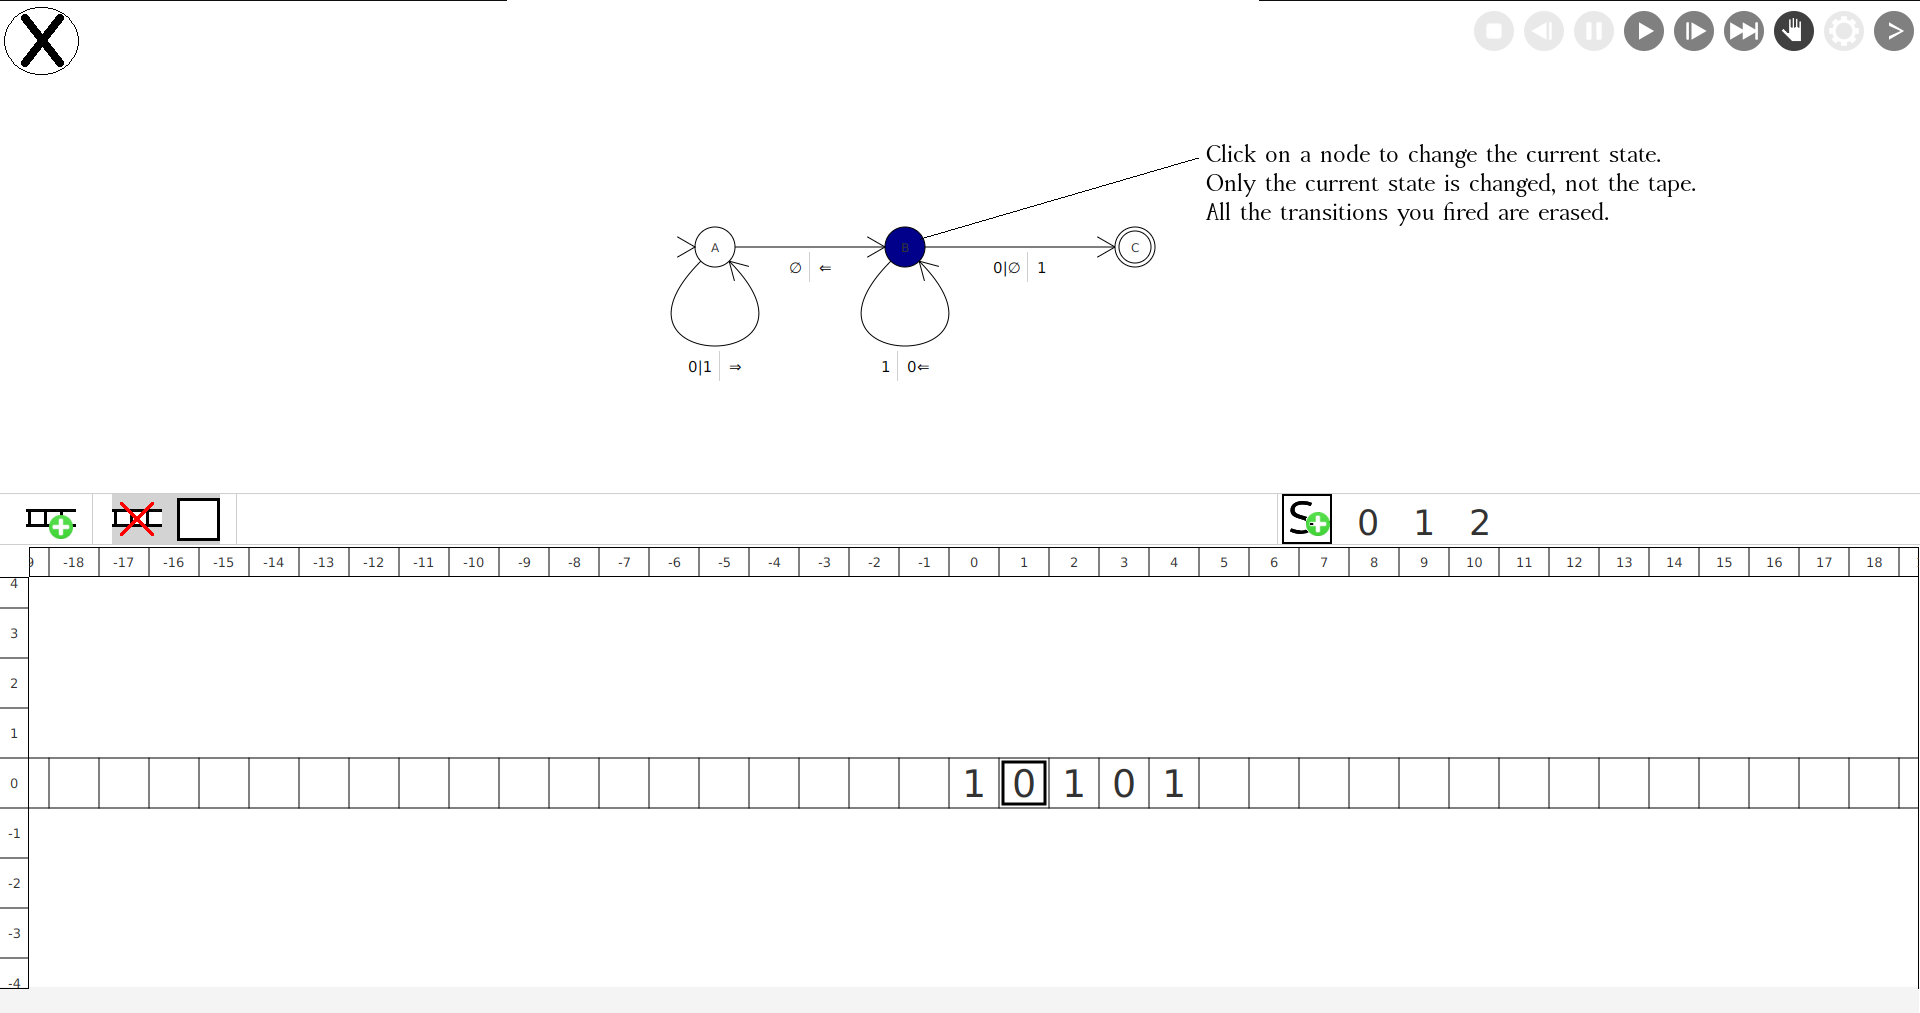 X
>
Click on a node to change the current state.
Only the current state is changed, not the tape.
All the transitions you fired are erased.
A B C
∅ ⇐ 0|∅ 1
0|1 ⇒ 1 0⇐
S 0 1 2
9 -18 -17 -16 -15 -14 -13 -12 -11 -10 -9 -8 -7 -6 -5 -4 -3 -2 -1 0 1 2 3 4 5 6 7 8 9 10 11 12 13 14 15 16 17 18
4
3
2
1
0 1 0 1 0 1
-1
-2
-3
-4